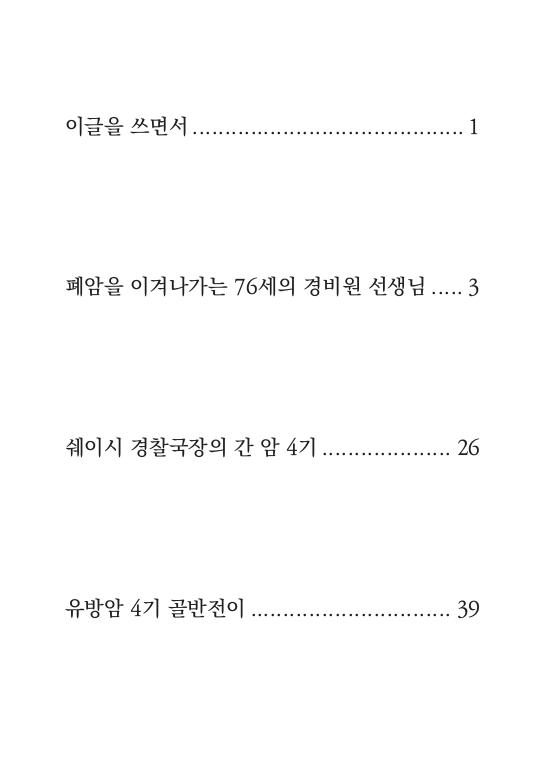 이글을 쓰면서 .......................................... 1
폐암을 이겨나가는 76세의 경비원 선생님 ..... 3
쉐이시 경찰국장의 간 암 4기 .................... 26
유방암 4기 골반전이 ............................... 39